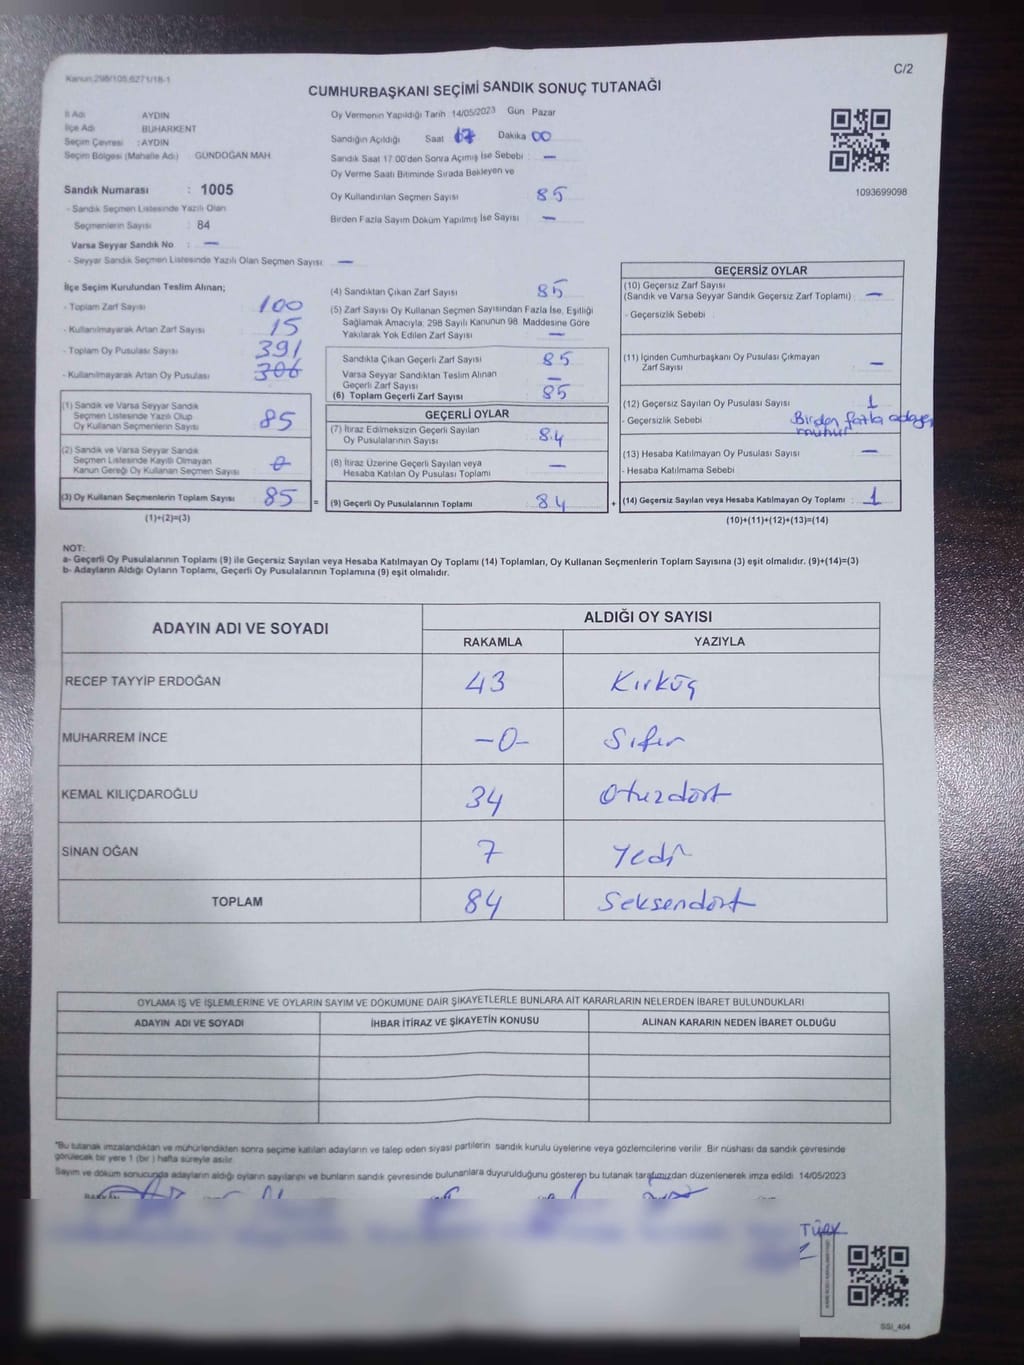 Kanun:298/105,6271/18-1
C/2
CUMHURBAŞKANI SEÇİMİ SANDIK SONUÇ TUTANAĞI
İl Adı AYDIN
İlçe Adı BUHARKENT
Seçim Çevresi : AYDIN
Seçim Bölgesi (Mahalle Adı) GÜNDOĞAN MAH
Sandık Numarası : 1005
- Sandık Seçmen Listesinde Yazılı Olan
Seçmenlerin Sayısı : 84
Varsa Seyyar Sandık No : —
- Seyyar Sandık Seçmen Listesinde Yazılı Olan Seçmen Sayısı: —
Oy Vermenin Yapıldığı Tarih 14/05/2023 Gün Pazar
Sandığın Açıldığı Saat 17 Dakika 00
Sandık Saat 17.00'den Sonra Açmış İse Sebebi : —
Oy Verme Saati Bitiminde Sırada Bekleyen ve
Oy Kullandırılan Seçmen Sayısı 85
Birden Fazla Sayım Döküm Yapılmış İse Sayısı —
1093699098
İlçe Seçim Kurulundan Teslim Alınan;
- Toplam Zarf Sayısı 100
- Kullanılmayarak Artan Zarf Sayısı 15
- Toplam Oy Pusulası Sayısı 391
- Kullanılmayarak Artan Oy Pusulası 306
(1) Sandık ve Varsa Seyyar Sandık
Seçmen Listesinde Yazılı Olup
Oy Kullanan Seçmenlerin Sayısı 85
(2) Sandık ve Varsa Seyyar Sandık
Seçmen Listesinde Kayıtlı Olmayan
Kanun Gereği Oy Kullanan Seçmen Sayısı 0
(3) Oy Kullanan Seçmenlerin Toplam Sayısı 85 =
(1)+(2)=(3)
(4) Sandıktan Çıkan Zarf Sayısı 85
(5) Zarf Sayısı Oy Kullanan Seçmen Sayısından Fazla İse, Eşitliği
Sağlamak Amacıyla, 298 Sayılı Kanunun 98. Maddesine Göre
Yakılarak Yok Edilen Zarf Sayısı —
Sandıkta Çıkan Geçerli Zarf Sayısı 85
Varsa Seyyar Sandıktan Teslim Alınan
Geçerli Zarf Sayısı —
(6) Toplam Geçerli Zarf Sayısı 85
GEÇERLİ OYLAR
(7) İtiraz Edilmeksizin Geçerli Sayılan
Oy Pusulalarının Sayısı 84
(8) İtiraz Üzerine Geçerli Sayılan veya
Hesaba Katılan Oy Pusulası Toplamı —
(9) Geçerli Oy Pusulalarının Toplamı 84 +
GEÇERSİZ OYLAR
(10) Geçersiz Zarf Sayısı
(Sandık ve Varsa Seyyar Sandık Geçersiz Zarf Toplamı) —
- Geçersizlik Sebebi :
(11) İçinden Cumhurbaşkanı Oy Pusulası Çıkmayan
Zarf Sayısı —
(12) Geçersiz Sayılan Oy Pusulası Sayısı 1
- Geçersizlik Sebebi : Birden fazla adaya
mühür
(13) Hesaba Katılmayan Oy Pusulası Sayısı —
- Hesaba Katılmama Sebebi
(14) Geçersiz Sayılan veya Hesaba Katılmayan Oy Toplamı : 1
(10)+(11)+(12)+(13)=(14)
NOT:
a- Geçerli Oy Pusulalarının Toplamı (9) ile Geçersiz Sayılan veya Hesaba Katılmayan Oy Toplamı (14) Toplamları, Oy Kullanan Seçmenlerin Toplam Sayısına (3) eşit olmalıdır. (9)+(14)=(3)
b- Adayların Aldığı Oyların Toplamı, Geçerli Oy Pusulalarının Toplamına (9) eşit olmalıdır.
ADAYIN ADI VE SOYADI ALDIĞI OY SAYISI
RAKAMLA YAZIYLA
RECEP TAYYİP ERDOĞAN 43 Kırküç
MUHARREM İNCE -0- Sıfır
KEMAL KILIÇDAROĞLU 34 Otuzdört
SİNAN OĞAN 7 Yedi
TOPLAM 84 Seksendört
OYLAMA İŞ VE İŞLEMLERİNE VE OYLARIN SAYIM VE DÖKÜMÜNE DAİR ŞİKAYETLERLE BUNLARA AİT KARARLARIN NELERDEN İBARET BULUNDUKLARI
ADAYIN ADI VE SOYADI İHBAR İTİRAZ VE ŞİKAYETİN KONUSU ALINAN KARARIN NEDEN İBARET OLDUĞU
*Bu tutanak imzalandıktan ve mühürlendikten sonra seçime katılan adayların ve talep eden siyasi partilerin sandık kurulu üyelerine veya gözlemcilerine verilir. Bir nüshası da sandık çevresinde
görülecek bir yere 1 (bir) hafta süreyle asılır.
Sayım ve döküm sonucunda adayların aldığı oyların sayılarını ve bunların sandık çevresinde bulunanlara duyurulduğunu gösteren bu tutanak tarafımızdan düzenlenerek imza edildi. 14/05/2023
TÜRK
SSI_404